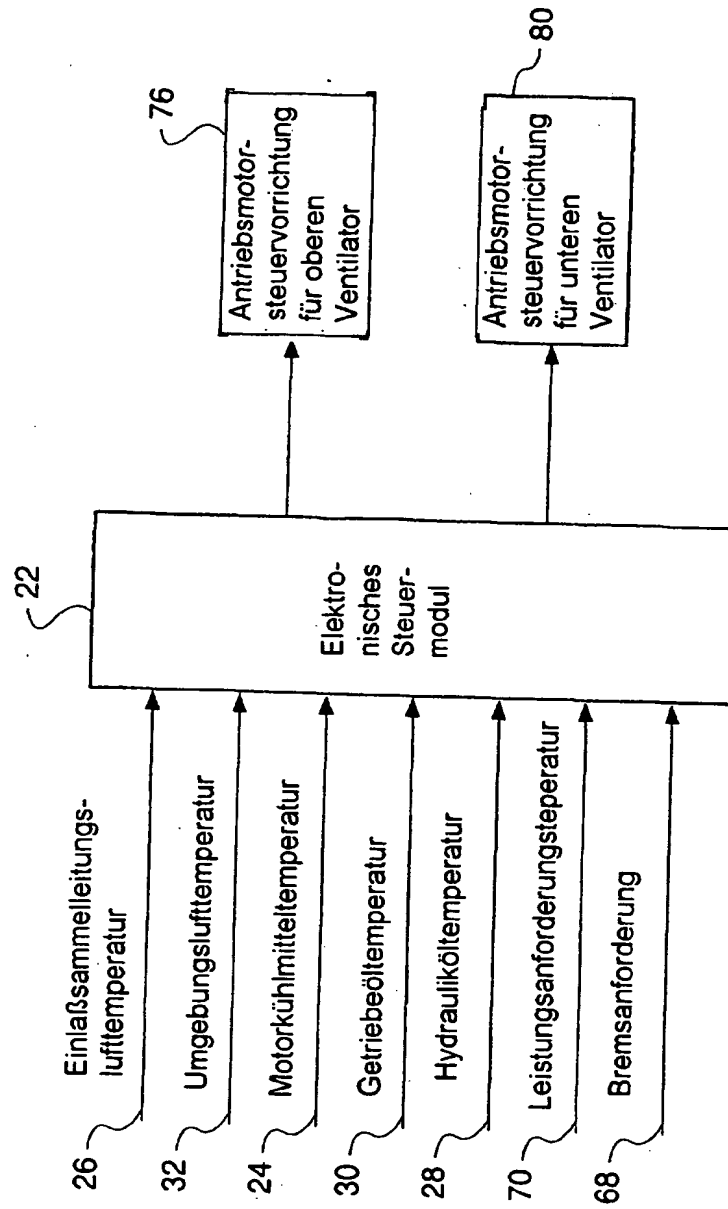 26
Einlaßsammelleitungs-
lufttemperatur
32
Umgebungslufttemperatur
24
Motorkühlmitteltemperatur
30
Getriebeöltemperatur
28
Hydrauliköltemperatur
70
Leistungsanforderungsteperatur
68
Bremsanforderung
22
Elektro-
nisches
Steuer-
modul
76
Antriebsmotor-
steuervorrichtung
für oberen
Ventilator
80
Antriebsmotor-
steuervorrichtung
für unteren
Ventilator